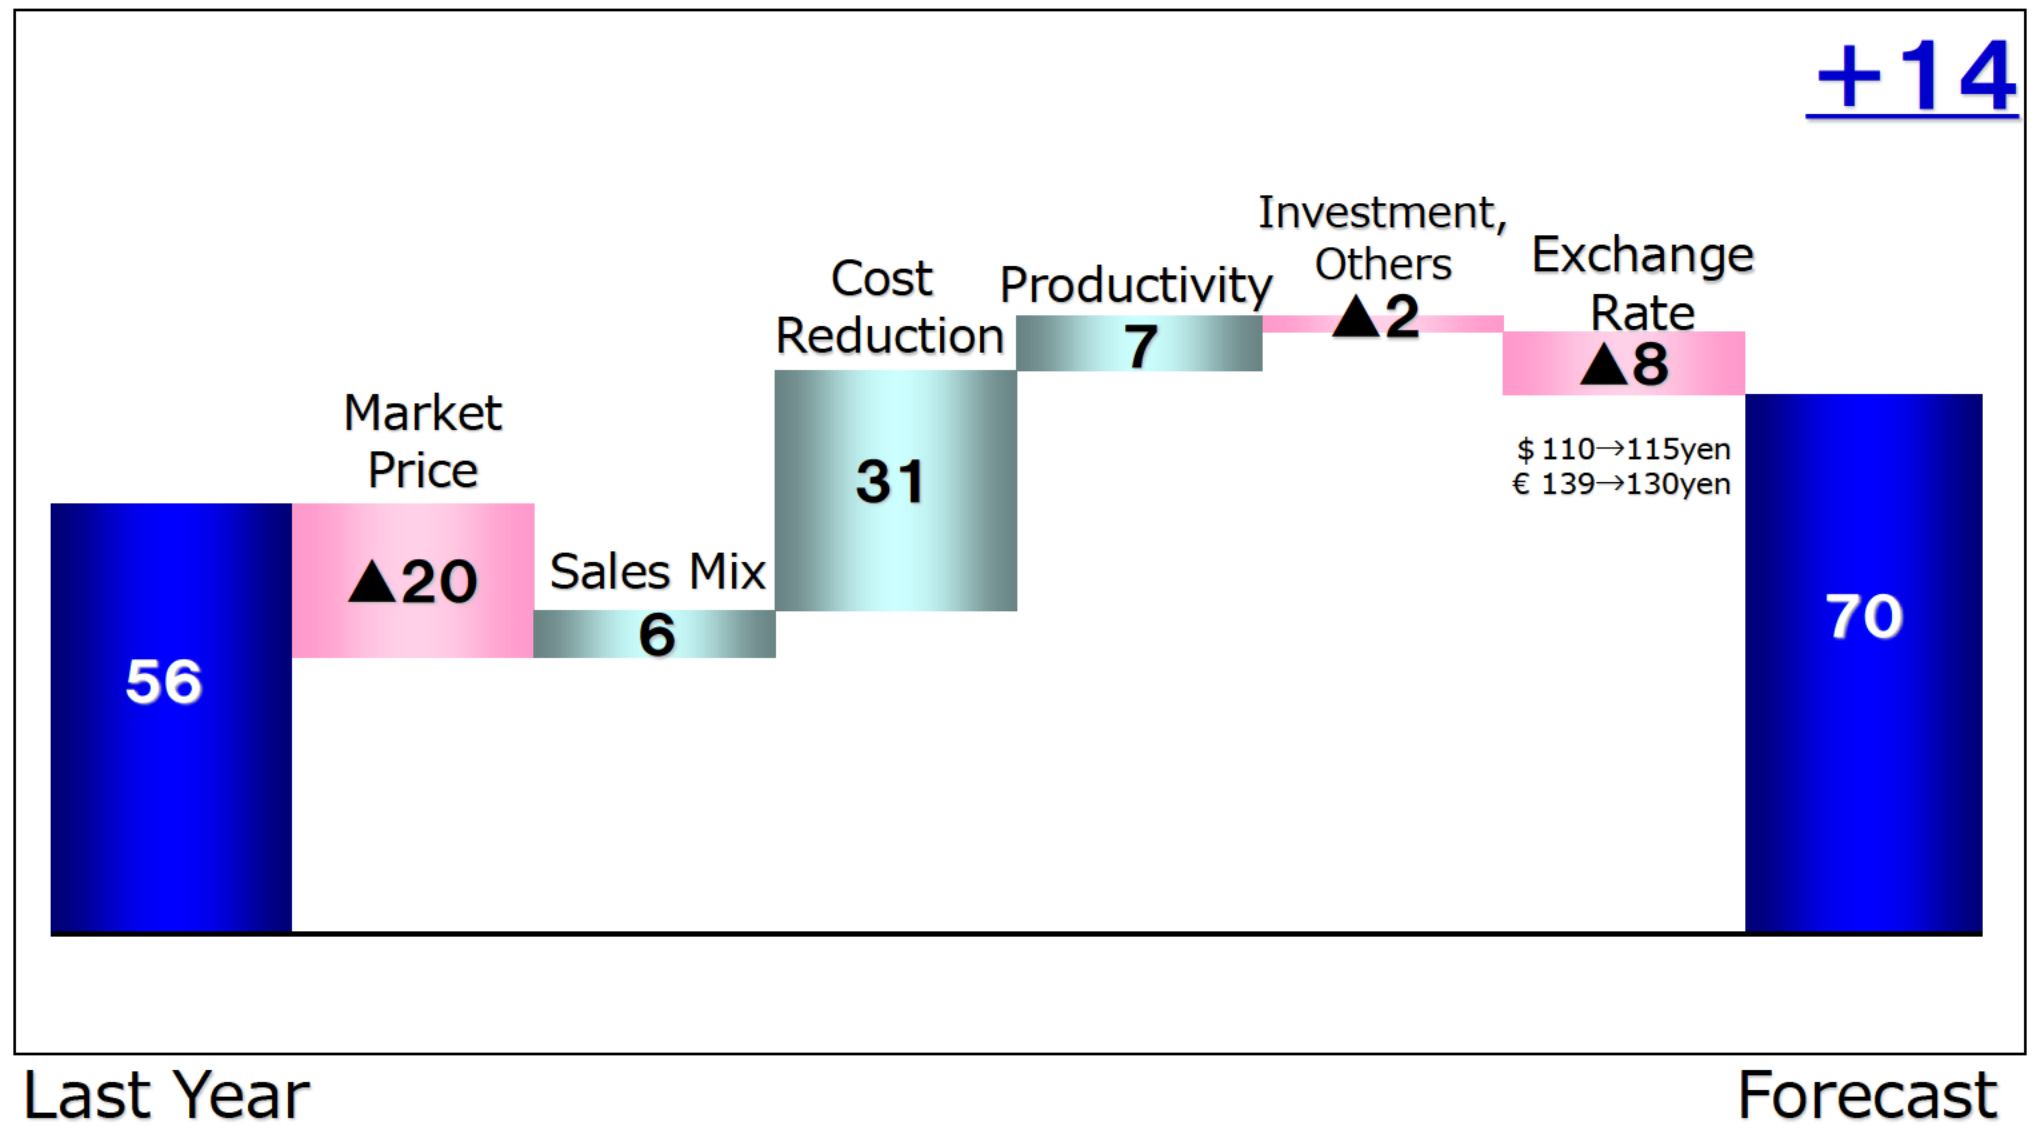 +14
Investment,
Others
▲2
Exchange
Rate
▲8
Cost
Reduction
31
Productivity
7
Market
Price
▲20
Sales Mix
6
$ 110→115yen
€ 139→130yen
56
70
Last Year
Forecast